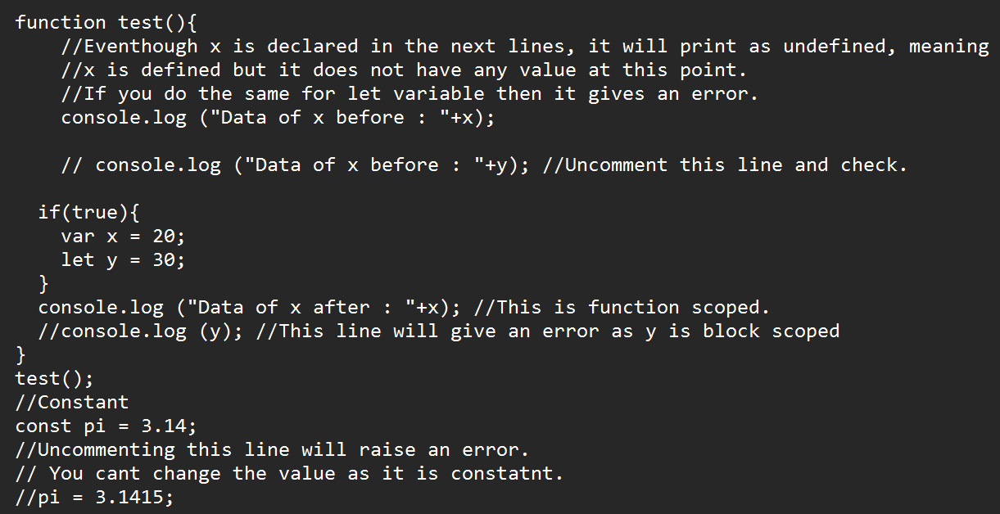 function test(){
    //Eventhough x is declared in the next lines, it will print as undefined, meaning
    //x is defined but it does not have any value at this point.
    //If you do the same for let variable then it gives an error.
    console.log ("Data of x before : "+x);
    // console.log ("Data of x before : "+y); //Uncomment this line and check.
  if(true){
    var x = 20;
    let y = 30;
  }
  console.log ("Data of x after : "+x); //This is function scoped.
  //console.log (y); //This line will give an error as y is block scoped
}
test();
//Constant
const pi = 3.14;
//Uncommenting this line will raise an error.
// You cant change the value as it is constatnt.
//pi = 3.1415;